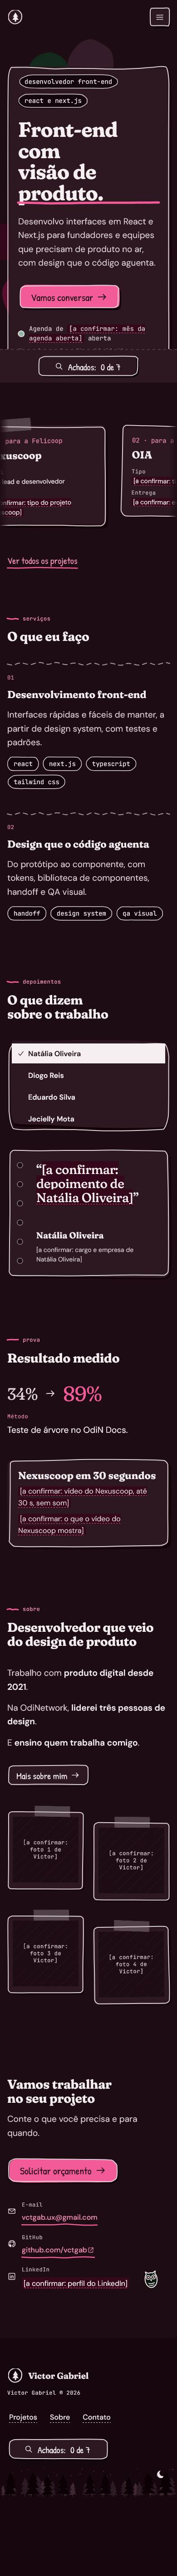 desenvolvedor front-end
react e next.js
Front-end
com
visão de
produto.
Desenvolvo interfaces em React e
Next.js para fundadores e equipes
que precisam de produto no ar,
com design que o código aguenta.
Vamos conversar
Agenda de [a confirmar: mês da
agenda aberta] aberta
Achados: 0 de 7
para a Felicoop
02 · para a
xuscoop
OIA
Tipo
ead e desenvolvedor
[a confirmar: t
Entrega
nfirmar: tipo do projeto
[a confirmar:
scoop]
Ver todos os projetos
serviços
O que eu faço
01
Desenvolvimento front-end
Interfaces rápidas e fáceis de manter, a
partir de design system, com testes e
padrões.
react
next.js
typescript
tailwind css
02
Design que o código aguenta
Do protótipo ao componente, com
tokens, biblioteca de componentes,
handoff e QA visual.
handoff
design system
qa visual
depoimentos
O que dizem
sobre o trabalho
Natália Oliveira
Diogo Reis
Eduardo Silva
Jecielly Mota
“[a confirmar:
depoimento de
Natália Oliveira]”
Natália Oliveira
[a confirmar: cargo e empresa de
Natália Oliveira]
prova
Resultado medido
34% → 89%
Método
Teste de árvore no OdiN Docs.
Nexuscoop em 30 segundos
[a confirmar: vídeo do Nexuscoop, até
30 s, sem som]
[a confirmar: o que o vídeo do
Nexuscoop mostra]
sobre
Desenvolvedor que veio
do design de produto
Trabalho com produto digital desde
2021.
Na OdiNetwork, liderei três pessoas de
design.
E ensino quem trabalha comigo.
Mais sobre mim
[a confirmar:
foto 1 de
Victor]
[a confirmar:
foto 2 de
Victor]
[a confirmar:
foto 3 de
Victor]
[a confirmar:
foto 4 de
Victor]
Vamos trabalhar
no seu projeto
Conte o que você precisa e para
quando.
Solicitar orçamento
E-mail
vctgab.ux@gmail.com
GitHub
github.com/vctgab
LinkedIn
[a confirmar: perfil do LinkedIn]
Victor Gabriel
Victor Gabriel © 2026
Projetos
Sobre
Contato
Achados: 0 de 7